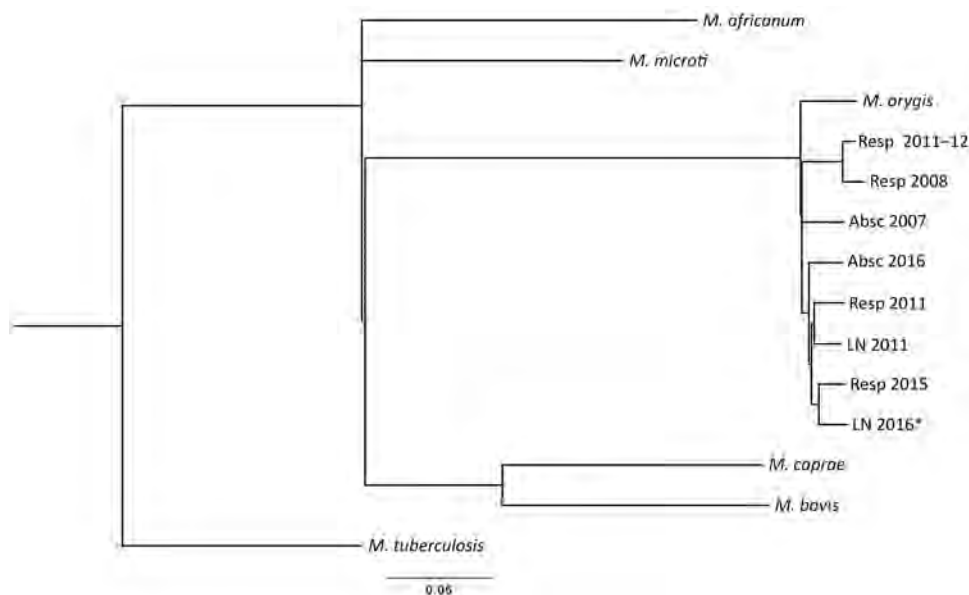 M. africanum
M. microti
M. orygis
Resp 2011–12
Resp 2008
Absc 2007
Absc 2016
Resp 2011
LN 2011
Resp 2015
LN 2016*
M. caprae
M. bovis
M. tuberculosis
0.06